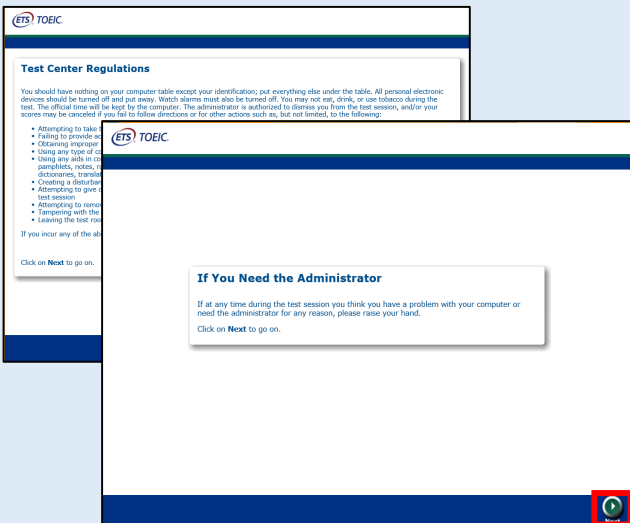 ETS TOEIC.
Test Center Regulations
You should have nothing on your computer table except your identification; put everything else under the table. All personal electronic
devices should be turned off and put away. Watch alarms must also be turned off. You may not eat, drink, or use tobacco during the
test. The official time will be kept by the computer. The administrator is authorized to dismiss you from the test session, and/or your
scores may be canceled if you fail to follow directions or for other actions such as, but not limited, to the following:
• Attempting to take
• Failing to provide
• Obtaining improper
• Using any type of
• Using any aids in
pamphlets, notes,
dictionaries,
• Creating a
• Attempting to give
test session
• Attempting to
• Tampering with the
• Leaving the test
If you incur any of the
Click on Next to go on.
ETS TOEIC.
If You Need the Administrator
If at any time during the test session you think you have a problem with your computer or
need the administrator for any reason, please raise your hand.
Click on Next to go on.
Next